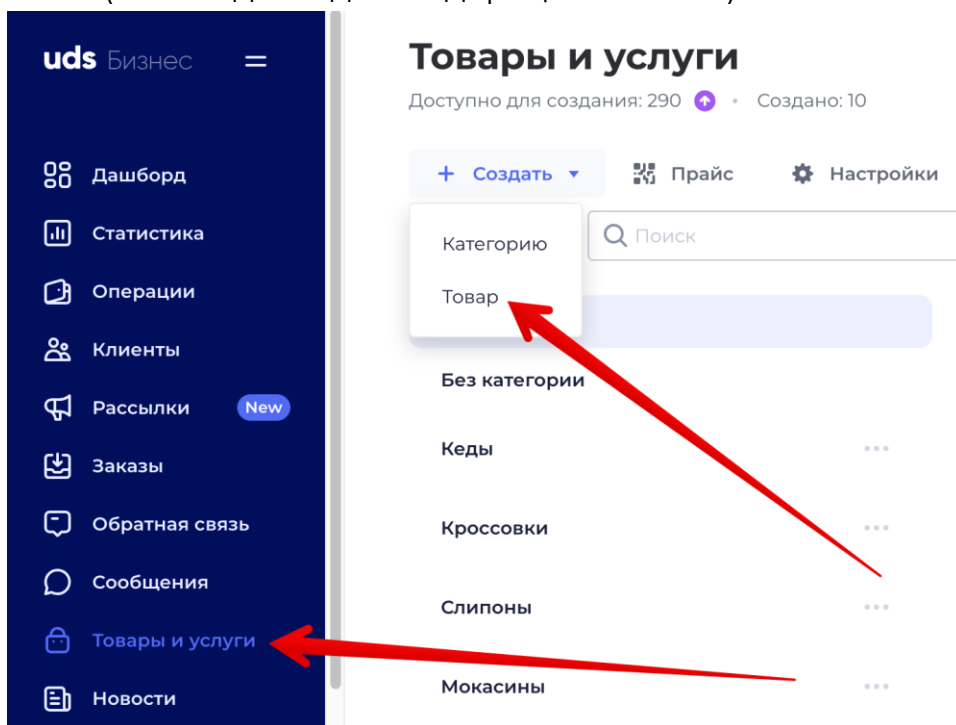 uds Бизнес
Дашборд
Статистика
Операции
Клиенты
Рассылки New
Заказы
Обратная связь
Сообщения
Товары и услуги
Новости
Товары и услуги
Доступно для создания: 290 • Создано: 10
+ Создать Прайс Настройки
Категорию
Товар
Поиск
Без категории
Кеды
Кроссовки
Слипоны
Мокасины